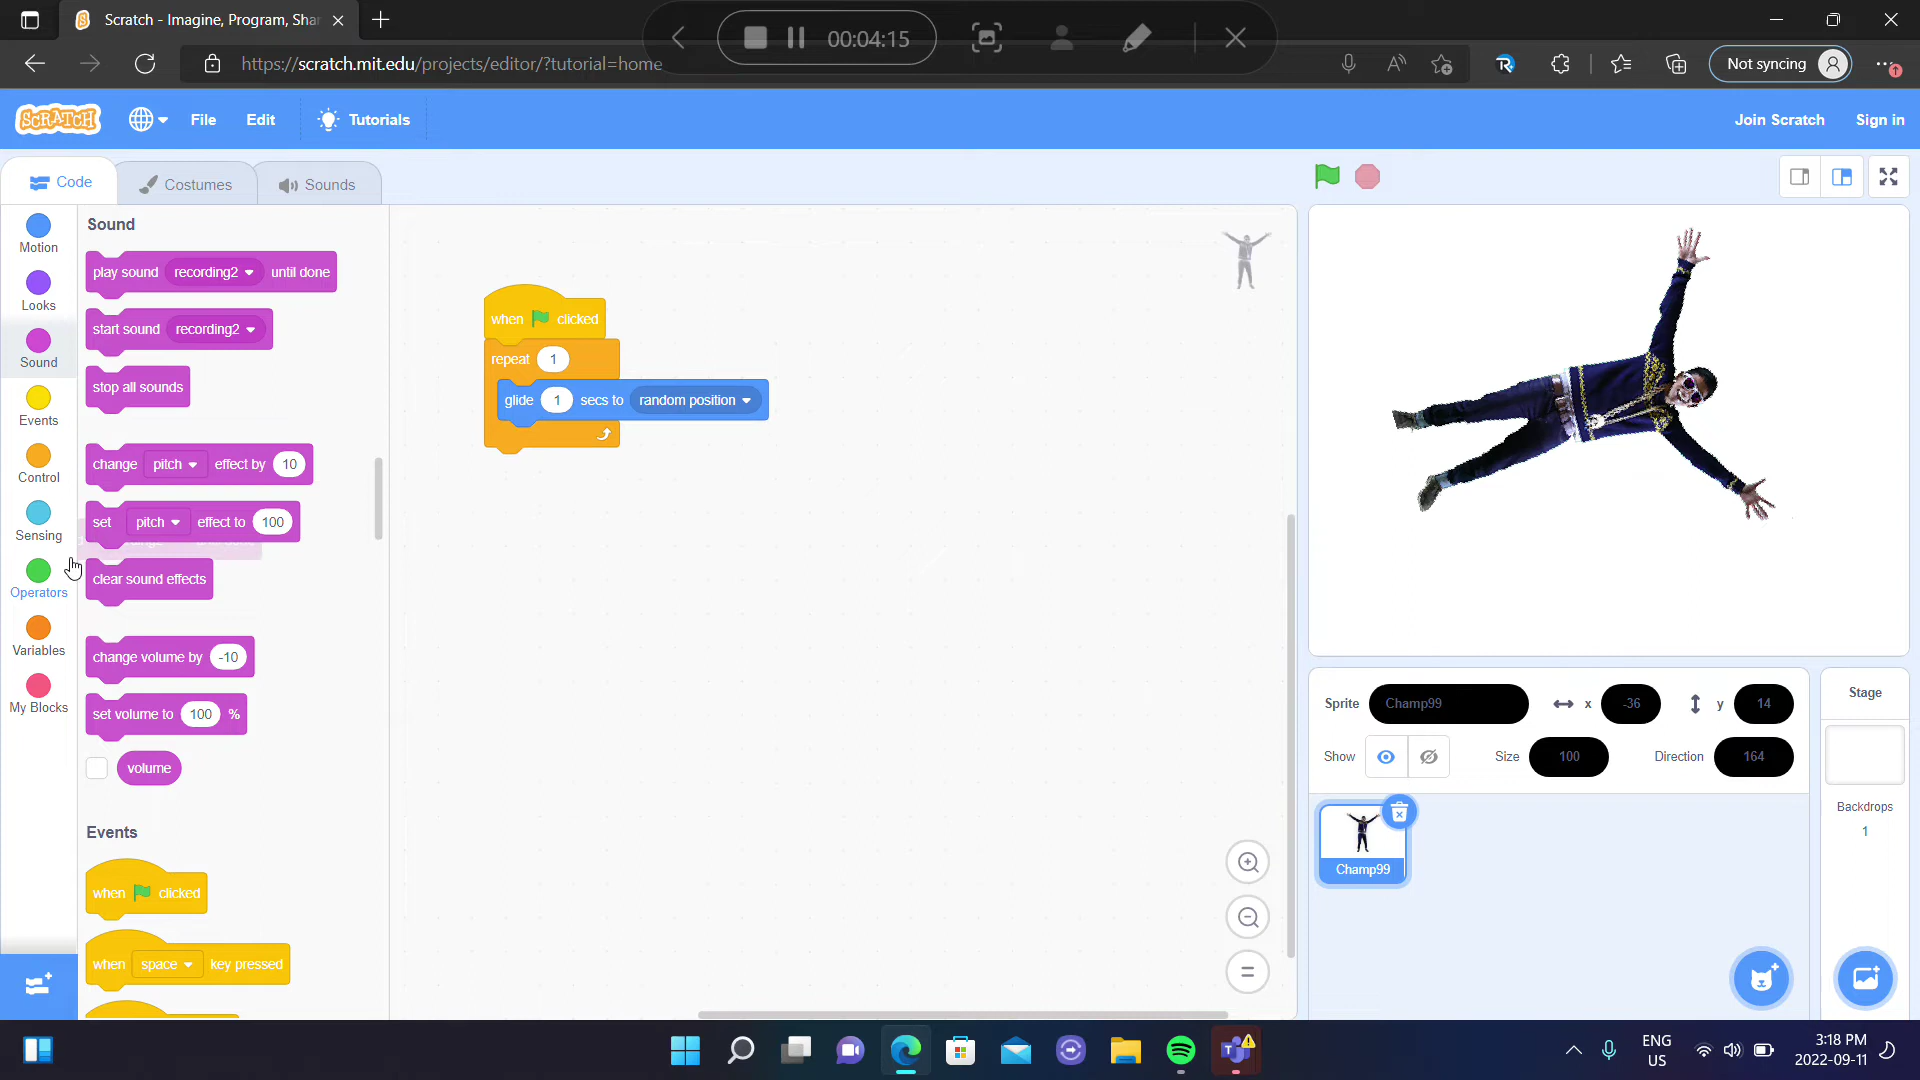 Scratch - Imagine, Program, Sha
00:04:15
https://scratch.mit.edu/projects/editor/?tutorial=home
Not syncing
SCRATCH
File
Edit
Tutorials
Join Scratch
Sign in
Code
Costumes
Sounds
Motion
Looks
Sound
Events
Control
Sensing
Operators
Variables
My Blocks
Sound
play sound recording2 until done
start sound recording2
stop all sounds
change pitch effect by 10
set pitch effect to 100
clear sound effects
change volume by -10
set volume to 100 %
volume
Events
when clicked
when space key pressed
when clicked
repeat 1
glide 1 secs to random position
Sprite Champ99 x -36 y 14
Show Size 100 Direction 164
Champ99
Stage
Backdrops
1
ENG
US
3:18 PM
2022-09-11